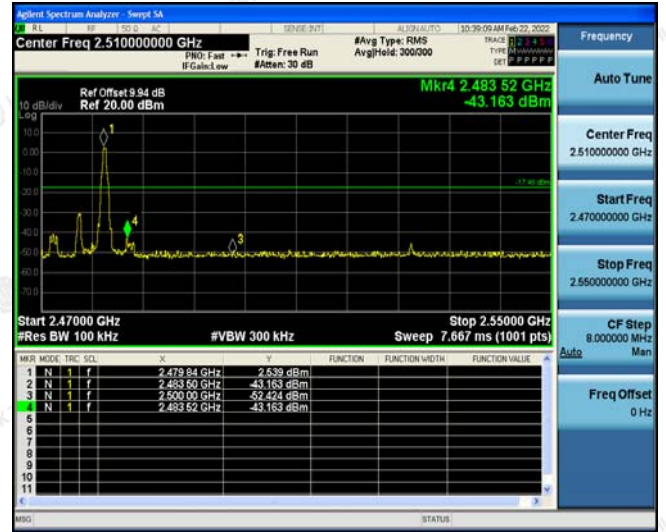 Agilent Spectrum Analyzer - Swept SA
RL RF 50 Ω AC SENSE:INT ALIGNAUTO 10:39:09 AM Feb 22, 2022
Center Freq 2.510000000 GHz
PNO: Fast
IFGain:Low
Trig: Free Run
#Atten: 30 dB
#Avg Type: RMS
Avg|Hold: 300/300
TRACE 1 2 3 4 5 6
TYPE
DET P P P P P P
Mkr4 2.483 52 GHz
-43.163 dBm
Ref Offset 9.94 dB
10 dB/div Ref 20.00 dBm
Log
10.0
0.00
-10.0
-20.0
-30.0
-40.0
-50.0
-60.0
-70.0
1
4
3
Start 2.47000 GHz Stop 2.55000 GHz
#Res BW 100 kHz #VBW 300 kHz Sweep 7.667 ms (1001 pts)
MKR MODE TRC SCL X Y FUNCTION FUNCTION WIDTH FUNCTION VALUE
1 N 1 f 2.479 84 GHz 2.539 dBm
2 N 1 f 2.483 50 GHz -43.163 dBm
3 N 1 f 2.500 00 GHz -52.424 dBm
4 N 1 f 2.483 52 GHz -43.163 dBm
5
6
7
8
9
10
11
MSG STATUS
Frequency
Auto Tune
Center Freq
2.510000000 GHz
Start Freq
2.470000000 GHz
Stop Freq
2.550000000 GHz
CF Step
8.000000 MHz
Auto Man
Freq Offset
0 Hz